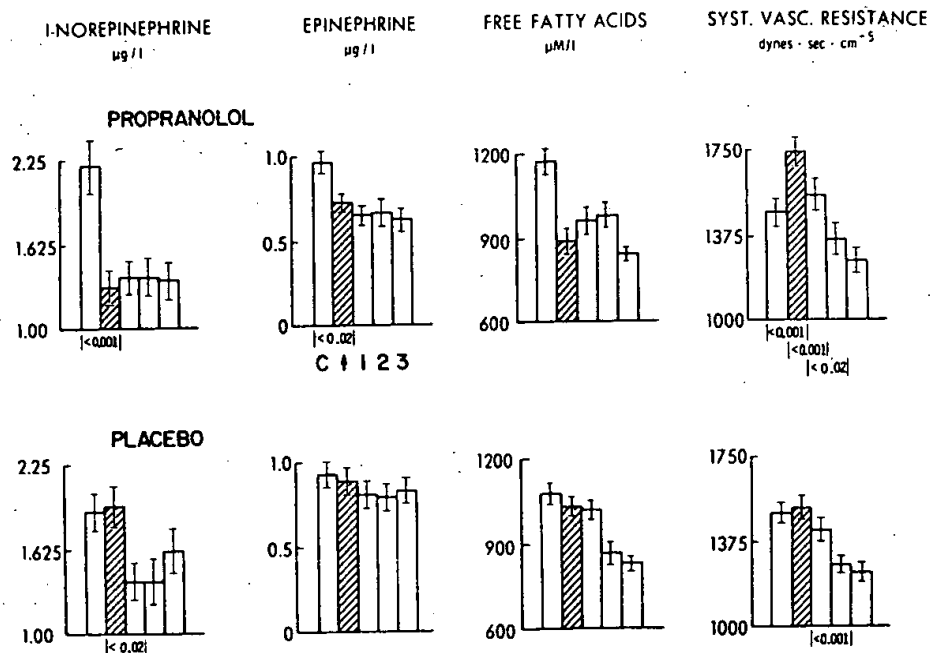 l-NOREPINEPHRINE EPINEPHRINE FREE FATTY ACIDS SYST. VASC. RESISTANCE
µg/l µg/l µM/l dynes · sec · cm⁻⁵
PROPRANOLOL
2.25 1.0 1200 1750
1.625 0.5 900 1375
1.00 0 600 1000
|<0.001| |<0.02| |<0.001|
|<0.001|
|<0.02|
C 1 2 3
PLACEBO
2.25 1.0 1200 1750
1.625 0.5 900 1375
1.00 0 600 1000
|<0.02| |<0.001|